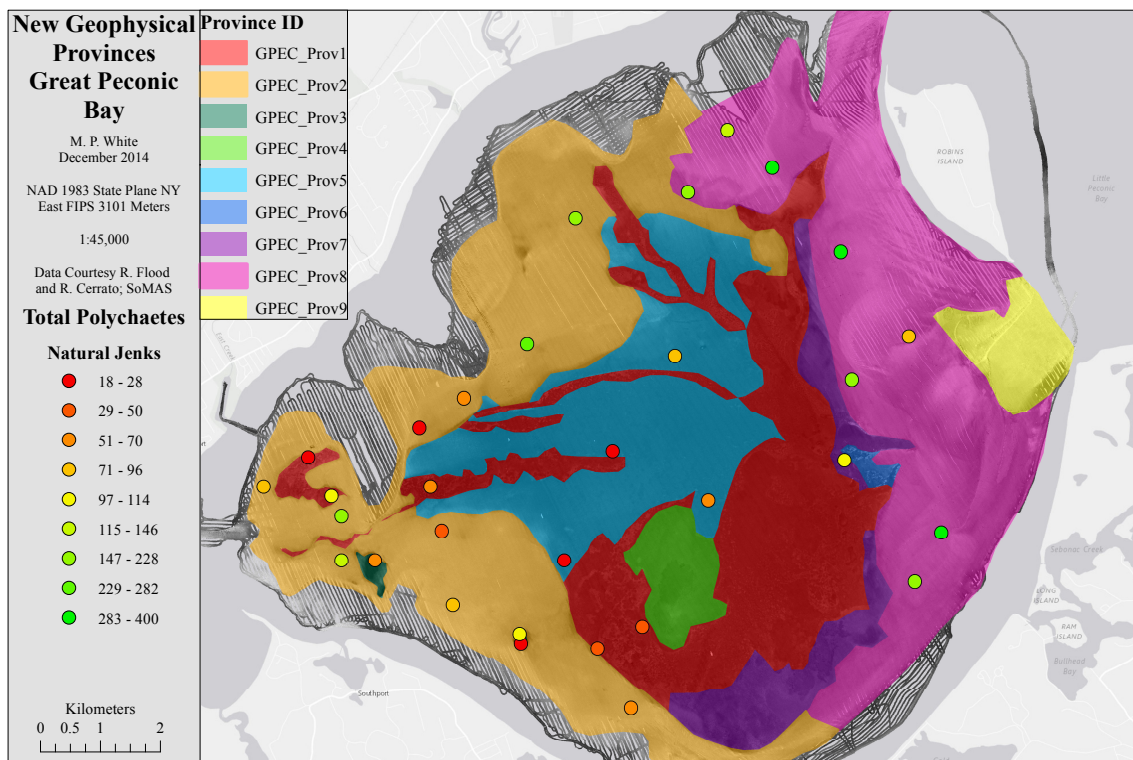 New Geophysical
Provinces
Great Peconic
Bay
M. P. White
December 2014
NAD 1983 State Plane NY
East FIPS 3101 Meters
1:45,000
Data Courtesy R. Flood
and R. Cerrato; SoMAS
Total Polychaetes
Natural Jenks
18 - 28
29 - 50
51 - 70
71 - 96
97 - 114
115 - 146
147 - 228
229 - 282
283 - 400
Kilometers
0 0.5 1 2
Province ID
GPEC_Prov1
GPEC_Prov2
GPEC_Prov3
GPEC_Prov4
GPEC_Prov5
GPEC_Prov6
GPEC_Prov7
GPEC_Prov8
GPEC_Prov9
ROBINS
ISLAND
Little
Peconic
Bay
East Creek
Sebonac Creek
LONG
ISLAND
RAM
ISLAND
Bullhead
Bay
Southport